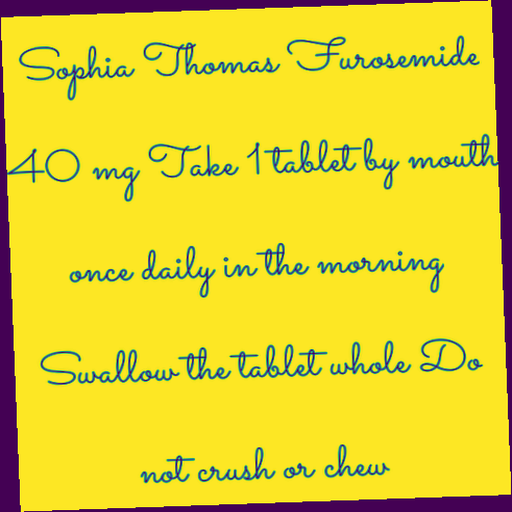 Sophia Thomas Furosemide
40 mg Take 1 tablet by mouth
once daily in the morning
Swallow the tablet whole Do
not crush or chew